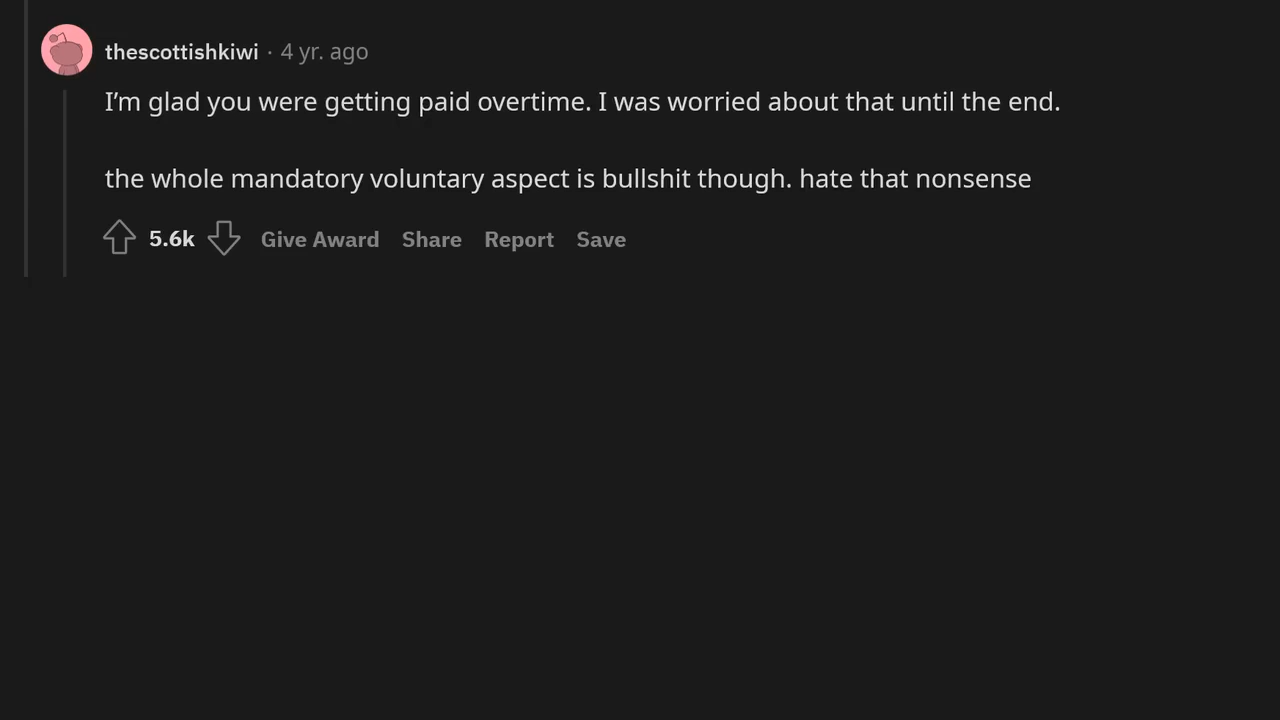 thescottishkiwi · 4 yr. ago
I’m glad you were getting paid overtime. I was worried about that until the end.
the whole mandatory voluntary aspect is bullshit though. hate that nonsense
5.6k Give Award Share Report Save